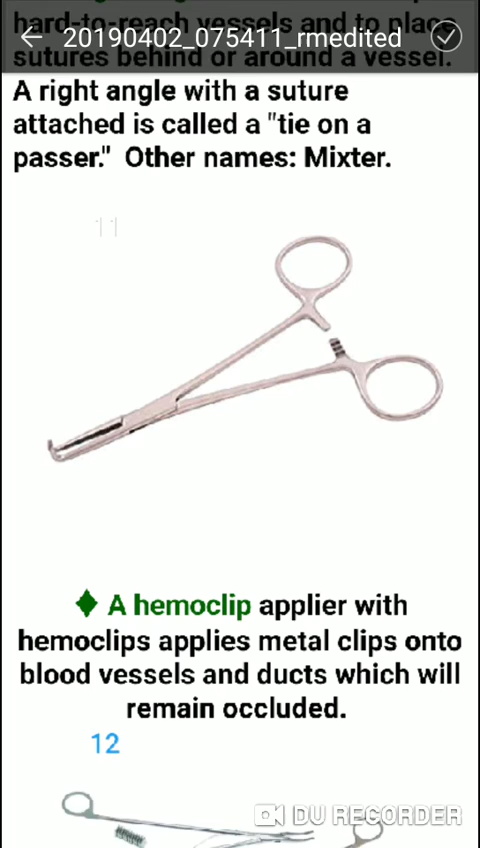 hard-to-reach vessels and to place
20190402_075411_rmedited
sutures behind or around a vessel.
A right angle with a suture
attached is called a "tie on a
passer." Other names: Mixter.
11
♦ A hemoclip applier with
hemoclips applies metal clips onto
blood vessels and ducts which will
remain occluded.
12
DU RECORDER